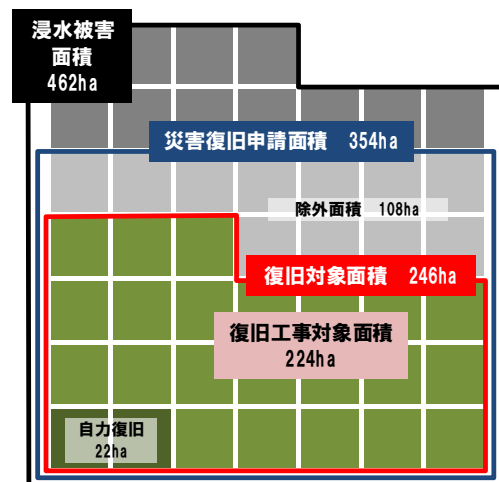 浸水被害
面積
462ha
災害復旧申請面積 354ha
除外面積 108ha
復旧対象面積 246ha
復旧工事対象面積
224ha
自力復旧
22ha